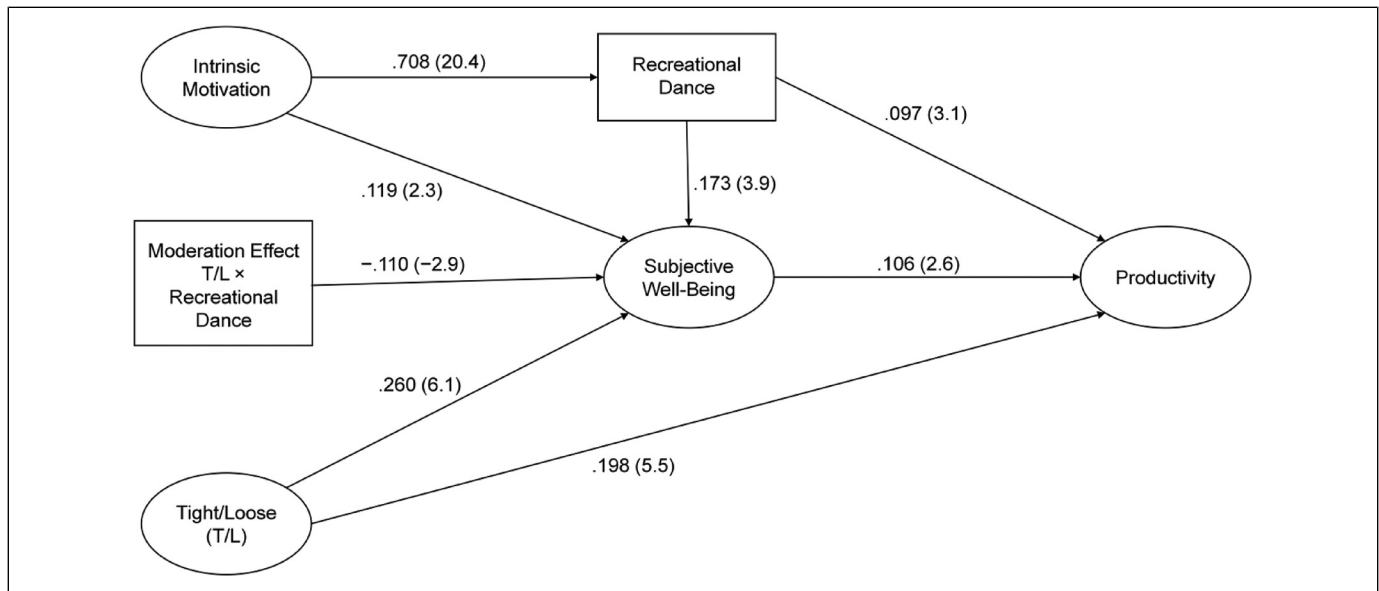 Intrinsic
Motivation
.708 (20.4)
Recreational
Dance
.097 (3.1)
.119 (2.3)
.173 (3.9)
Moderation Effect
T/L ×
Recreational
Dance
−.110 (−2.9)
Subjective
Well-Being
.106 (2.6)
Productivity
.260 (6.1)
.198 (5.5)
Tight/Loose
(T/L)